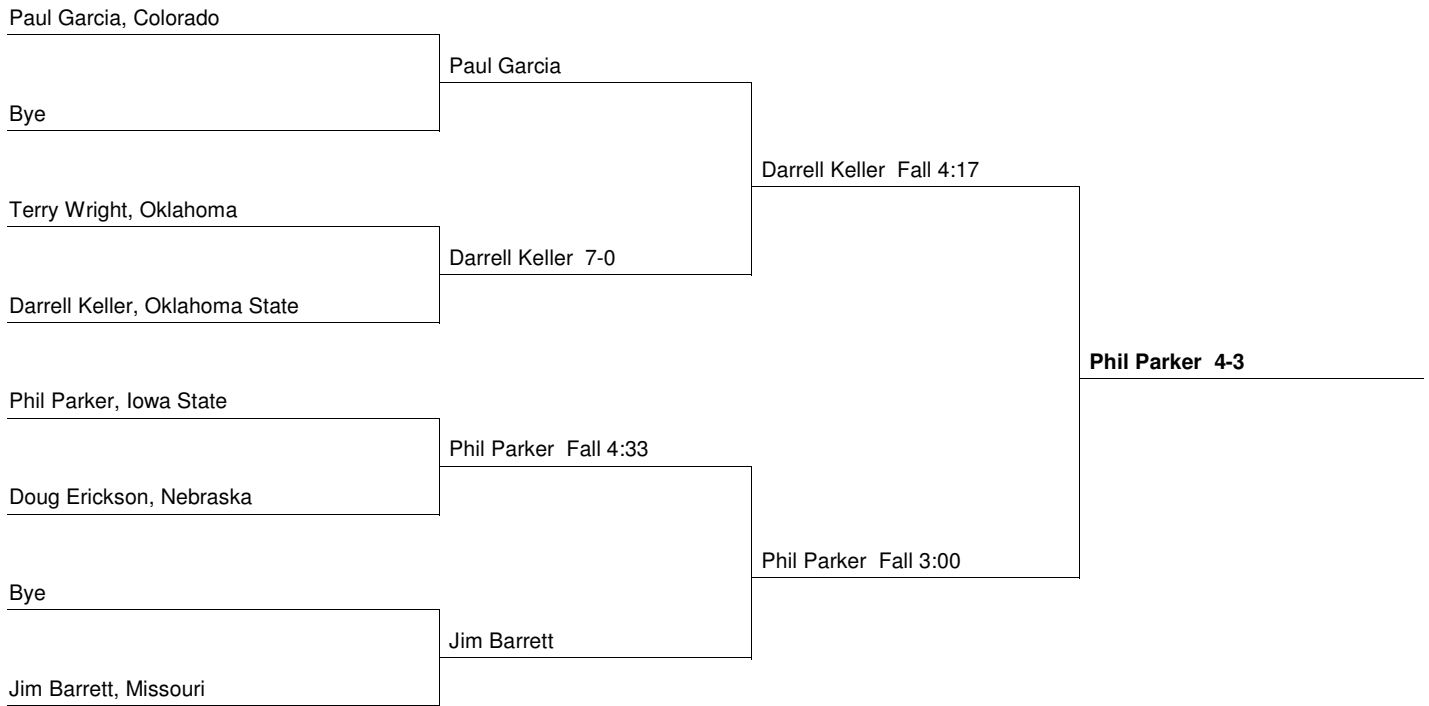 Paul Garcia, Colorado
Paul Garcia
Bye
Darrell Keller  Fall 4:17
Terry Wright, Oklahoma
Darrell Keller  7-0
Darrell Keller, Oklahoma State
Phil Parker  4-3
Phil Parker, Iowa State
Phil Parker  Fall 4:33
Doug Erickson, Nebraska
Phil Parker  Fall 3:00
Bye
Jim Barrett
Jim Barrett, Missouri